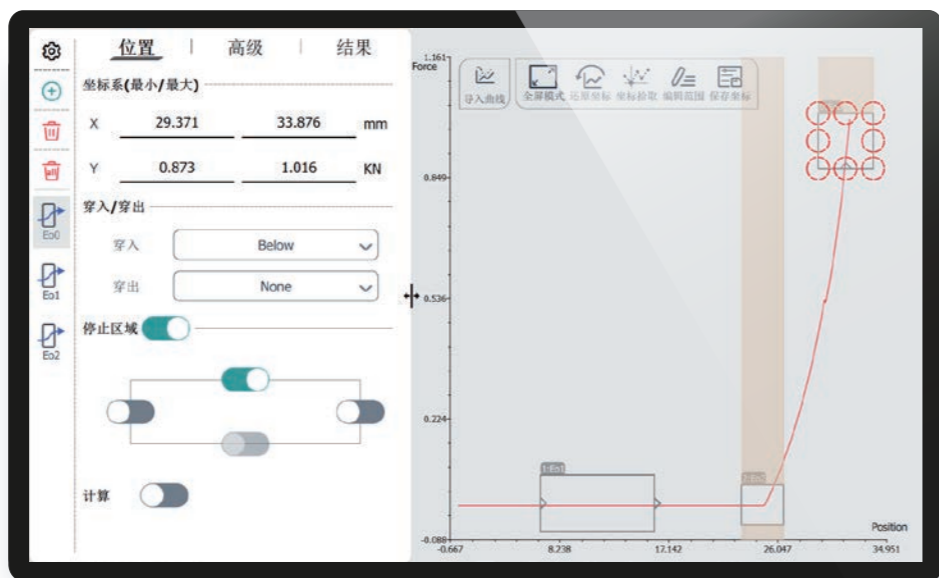 位置 高级 结果
坐标系(最小/最大)
X 29.371 33.876 mm
Y 0.873 1.016 KN
穿入/穿出
穿入 Below
穿出 None
停止区域
计算
all
Eo0
Eo1
Eo2
Force
导入曲线 全屏模式 还原坐标 坐标拾取 编辑范围 保存坐标
1.161
0.849
0.536
0.224
-0.088
1:Eo1
-0.667 8.238 17.142 26.047 34.951
Position